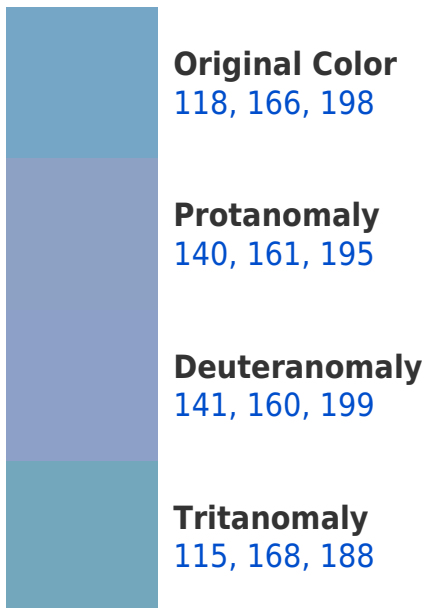 Original Color
118, 166, 198
Protanomaly
140, 161, 195
Deuteranomaly
141, 160, 199
Tritanomaly
115, 168, 188